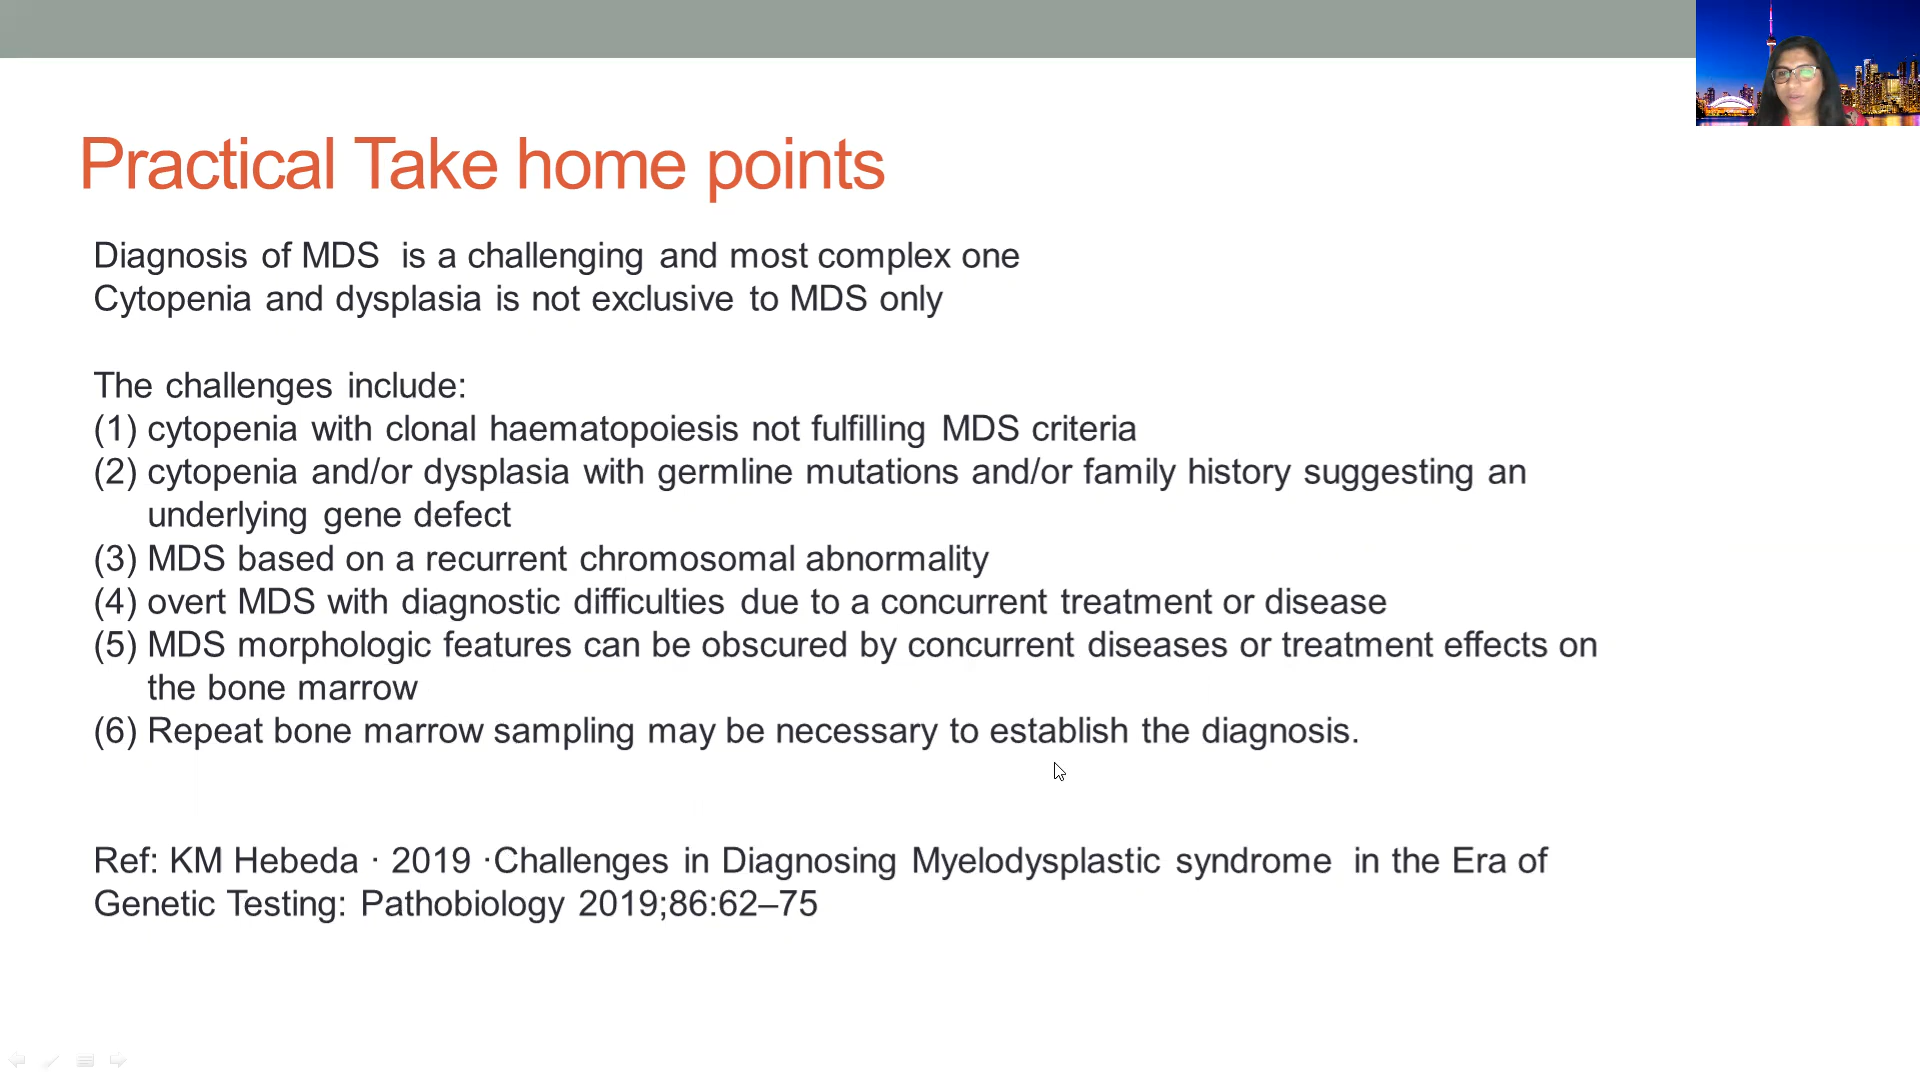 Practical Take home points
Diagnosis of MDS is a challenging and most complex one
Cytopenia and dysplasia is not exclusive to MDS only
The challenges include:
(1) cytopenia with clonal haematopoiesis not fulfilling MDS criteria
(2) cytopenia and/or dysplasia with germline mutations and/or family history suggesting an
underlying gene defect
(3) MDS based on a recurrent chromosomal abnormality
(4) overt MDS with diagnostic difficulties due to a concurrent treatment or disease
(5) MDS morphologic features can be obscured by concurrent diseases or treatment effects on
the bone marrow
(6) Repeat bone marrow sampling may be necessary to establish the diagnosis.
Ref: KM Hebeda · 2019 ·Challenges in Diagnosing Myelodysplastic syndrome in the Era of
Genetic Testing: Pathobiology 2019;86:62–75